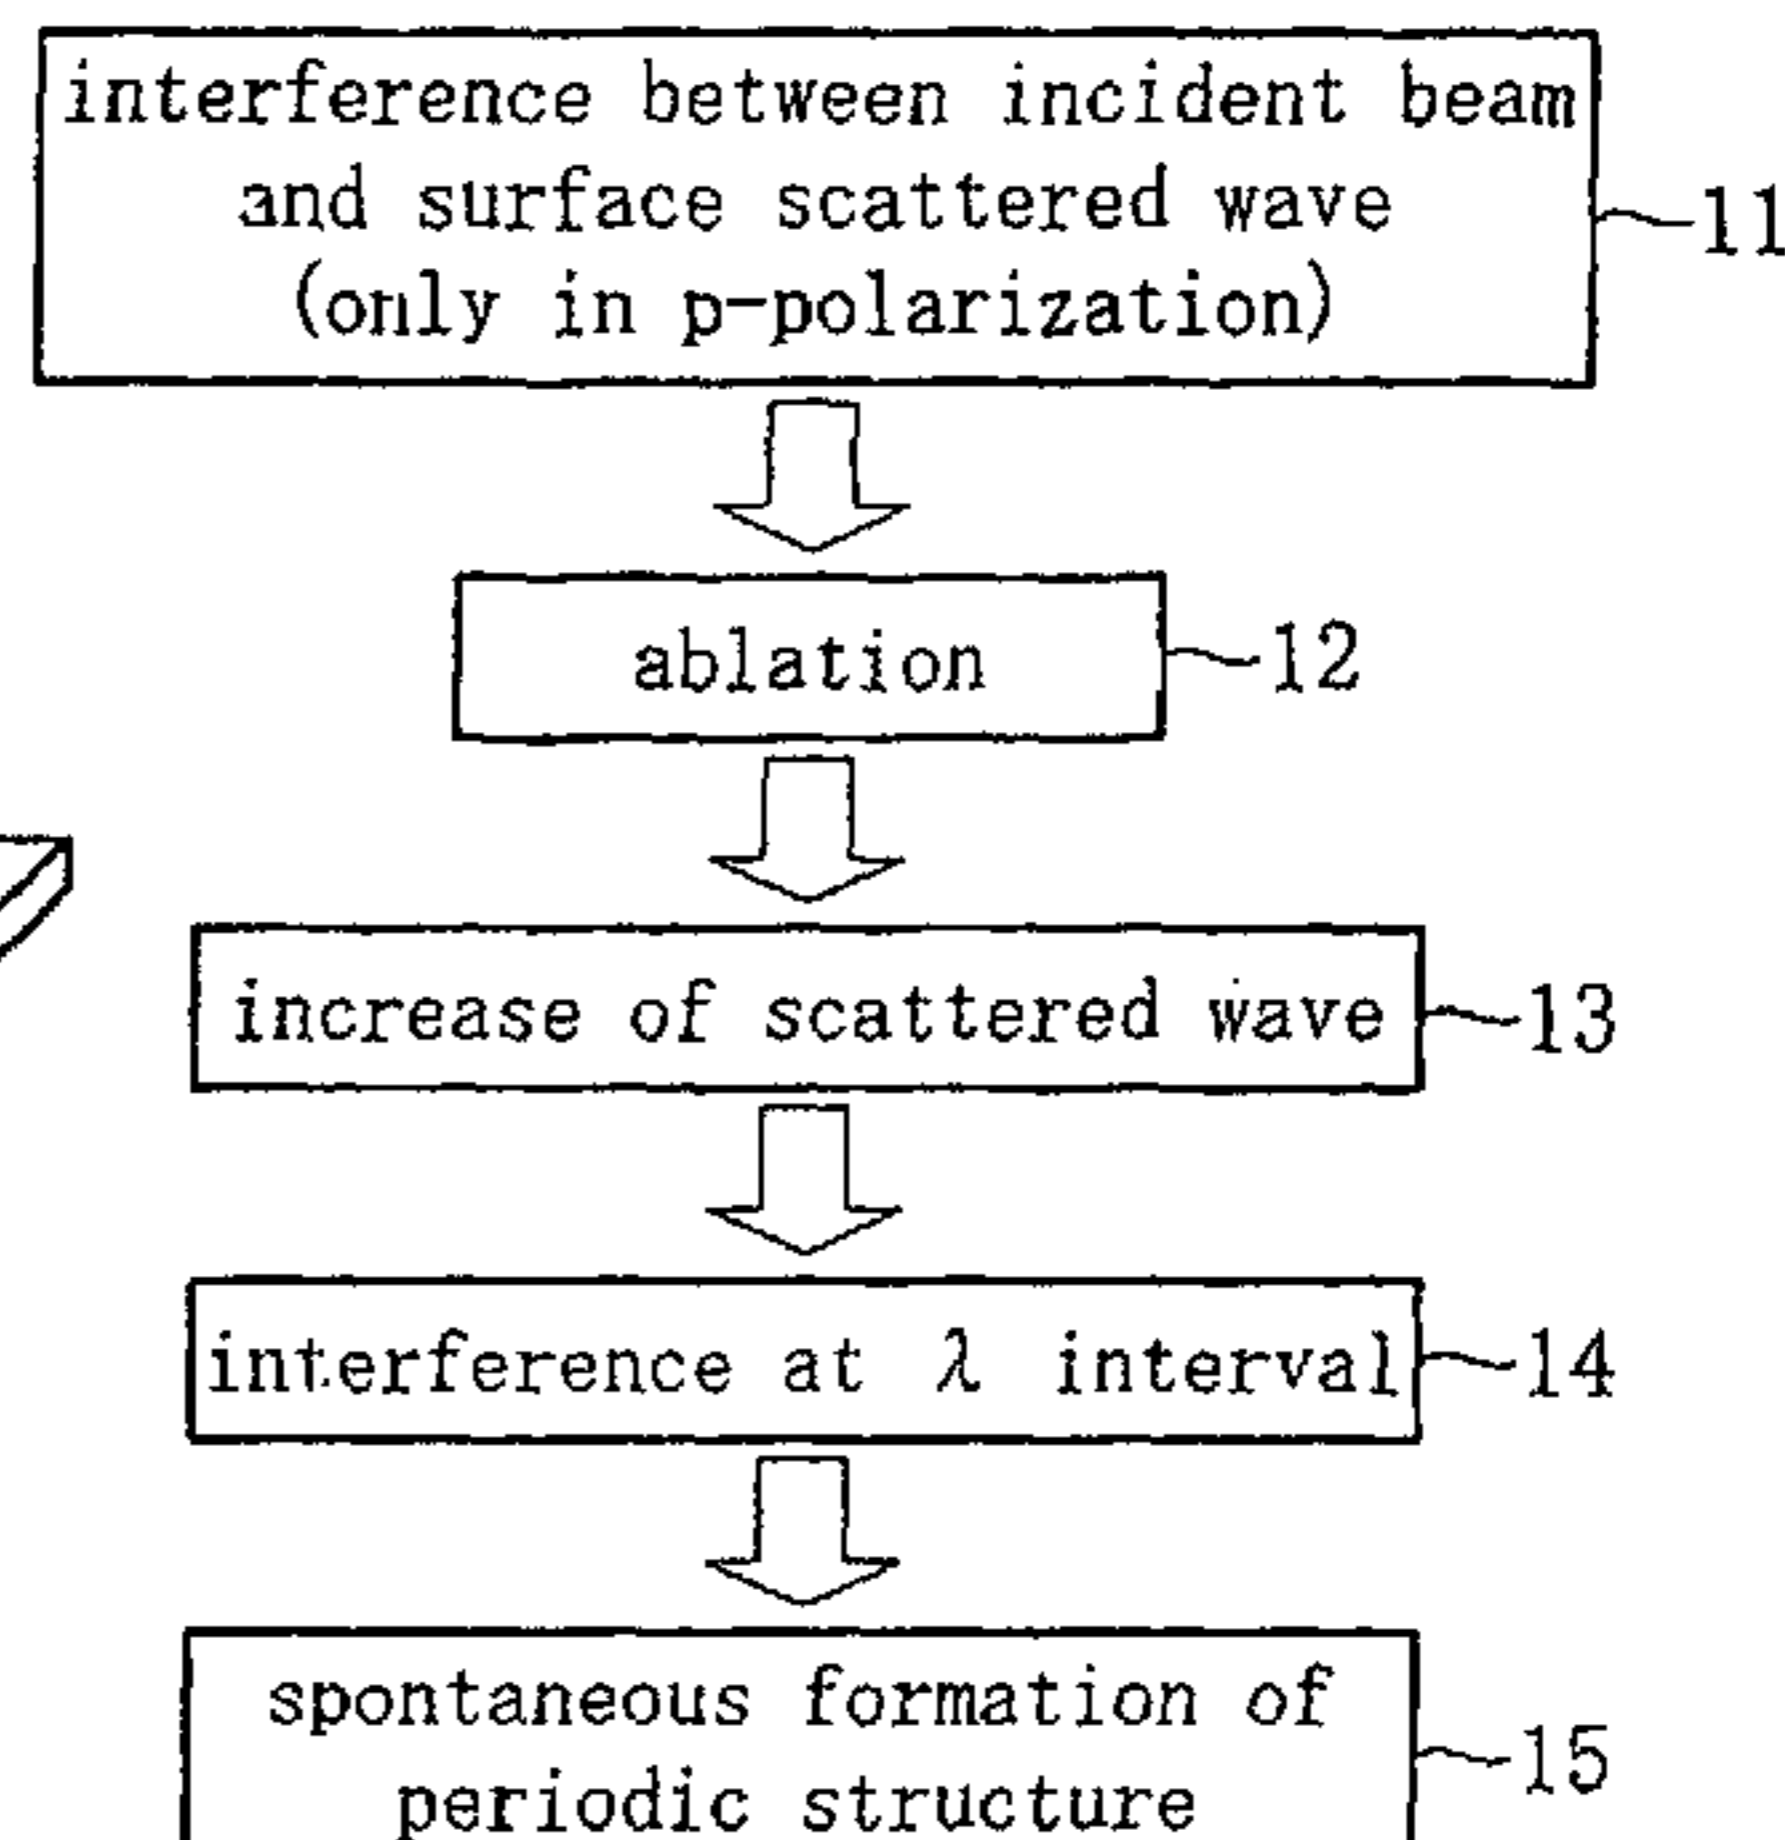 interference between incident beam
and surface scattered wave
(only in p-polarization)
11
ablation
12
increase of scattered wave
13
interference at λ interval
14
spontaneous formation of
periodic structure
15